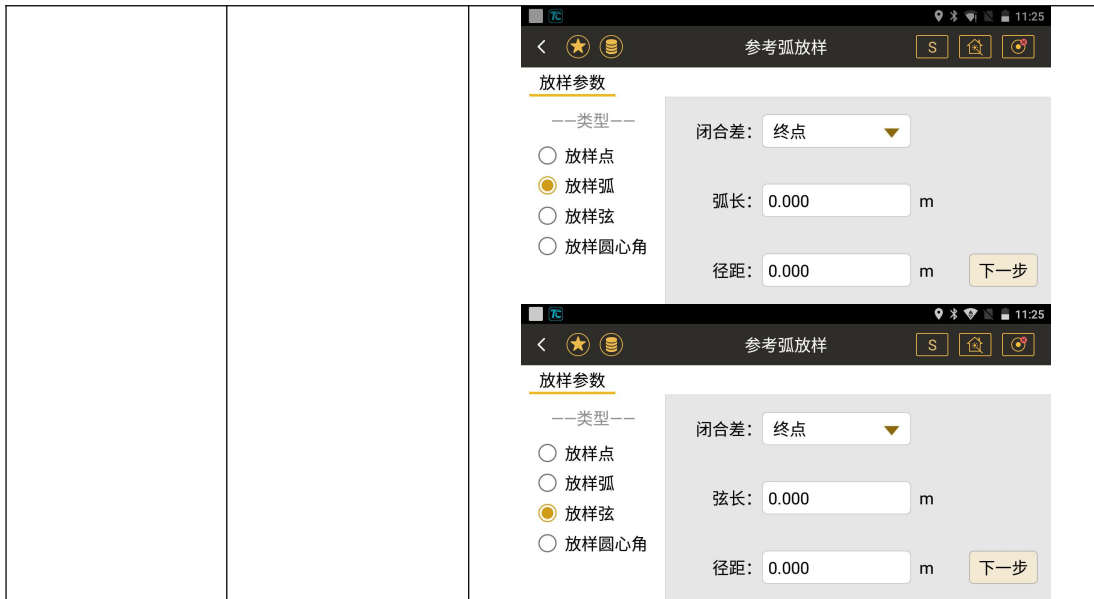 TC 11:25
参考弧放样 S
放样参数
——类型——
放样点
放样弧
放样弦
放样圆心角
闭合差： 终点
弧长： 0.000 m
径距： 0.000 m 下一步
TC 11:25
参考弧放样 S
放样参数
——类型——
放样点
放样弧
放样弦
放样圆心角
闭合差： 终点
弦长： 0.000 m
径距： 0.000 m 下一步